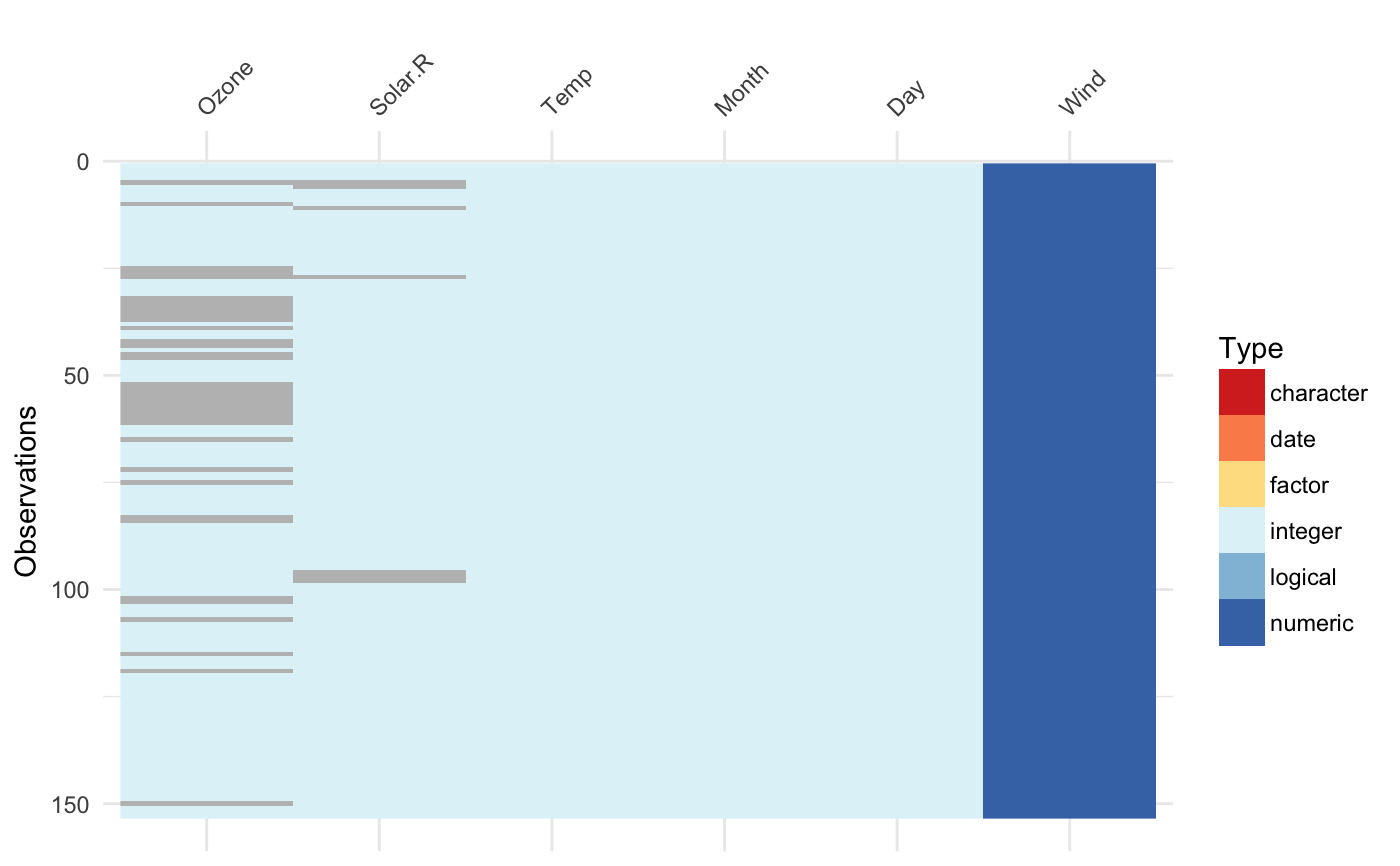 Ozone
Solar.R
Temp
Month
Day
Wind
0
50
100
150
Observations
Type
character
date
factor
integer
logical
numeric